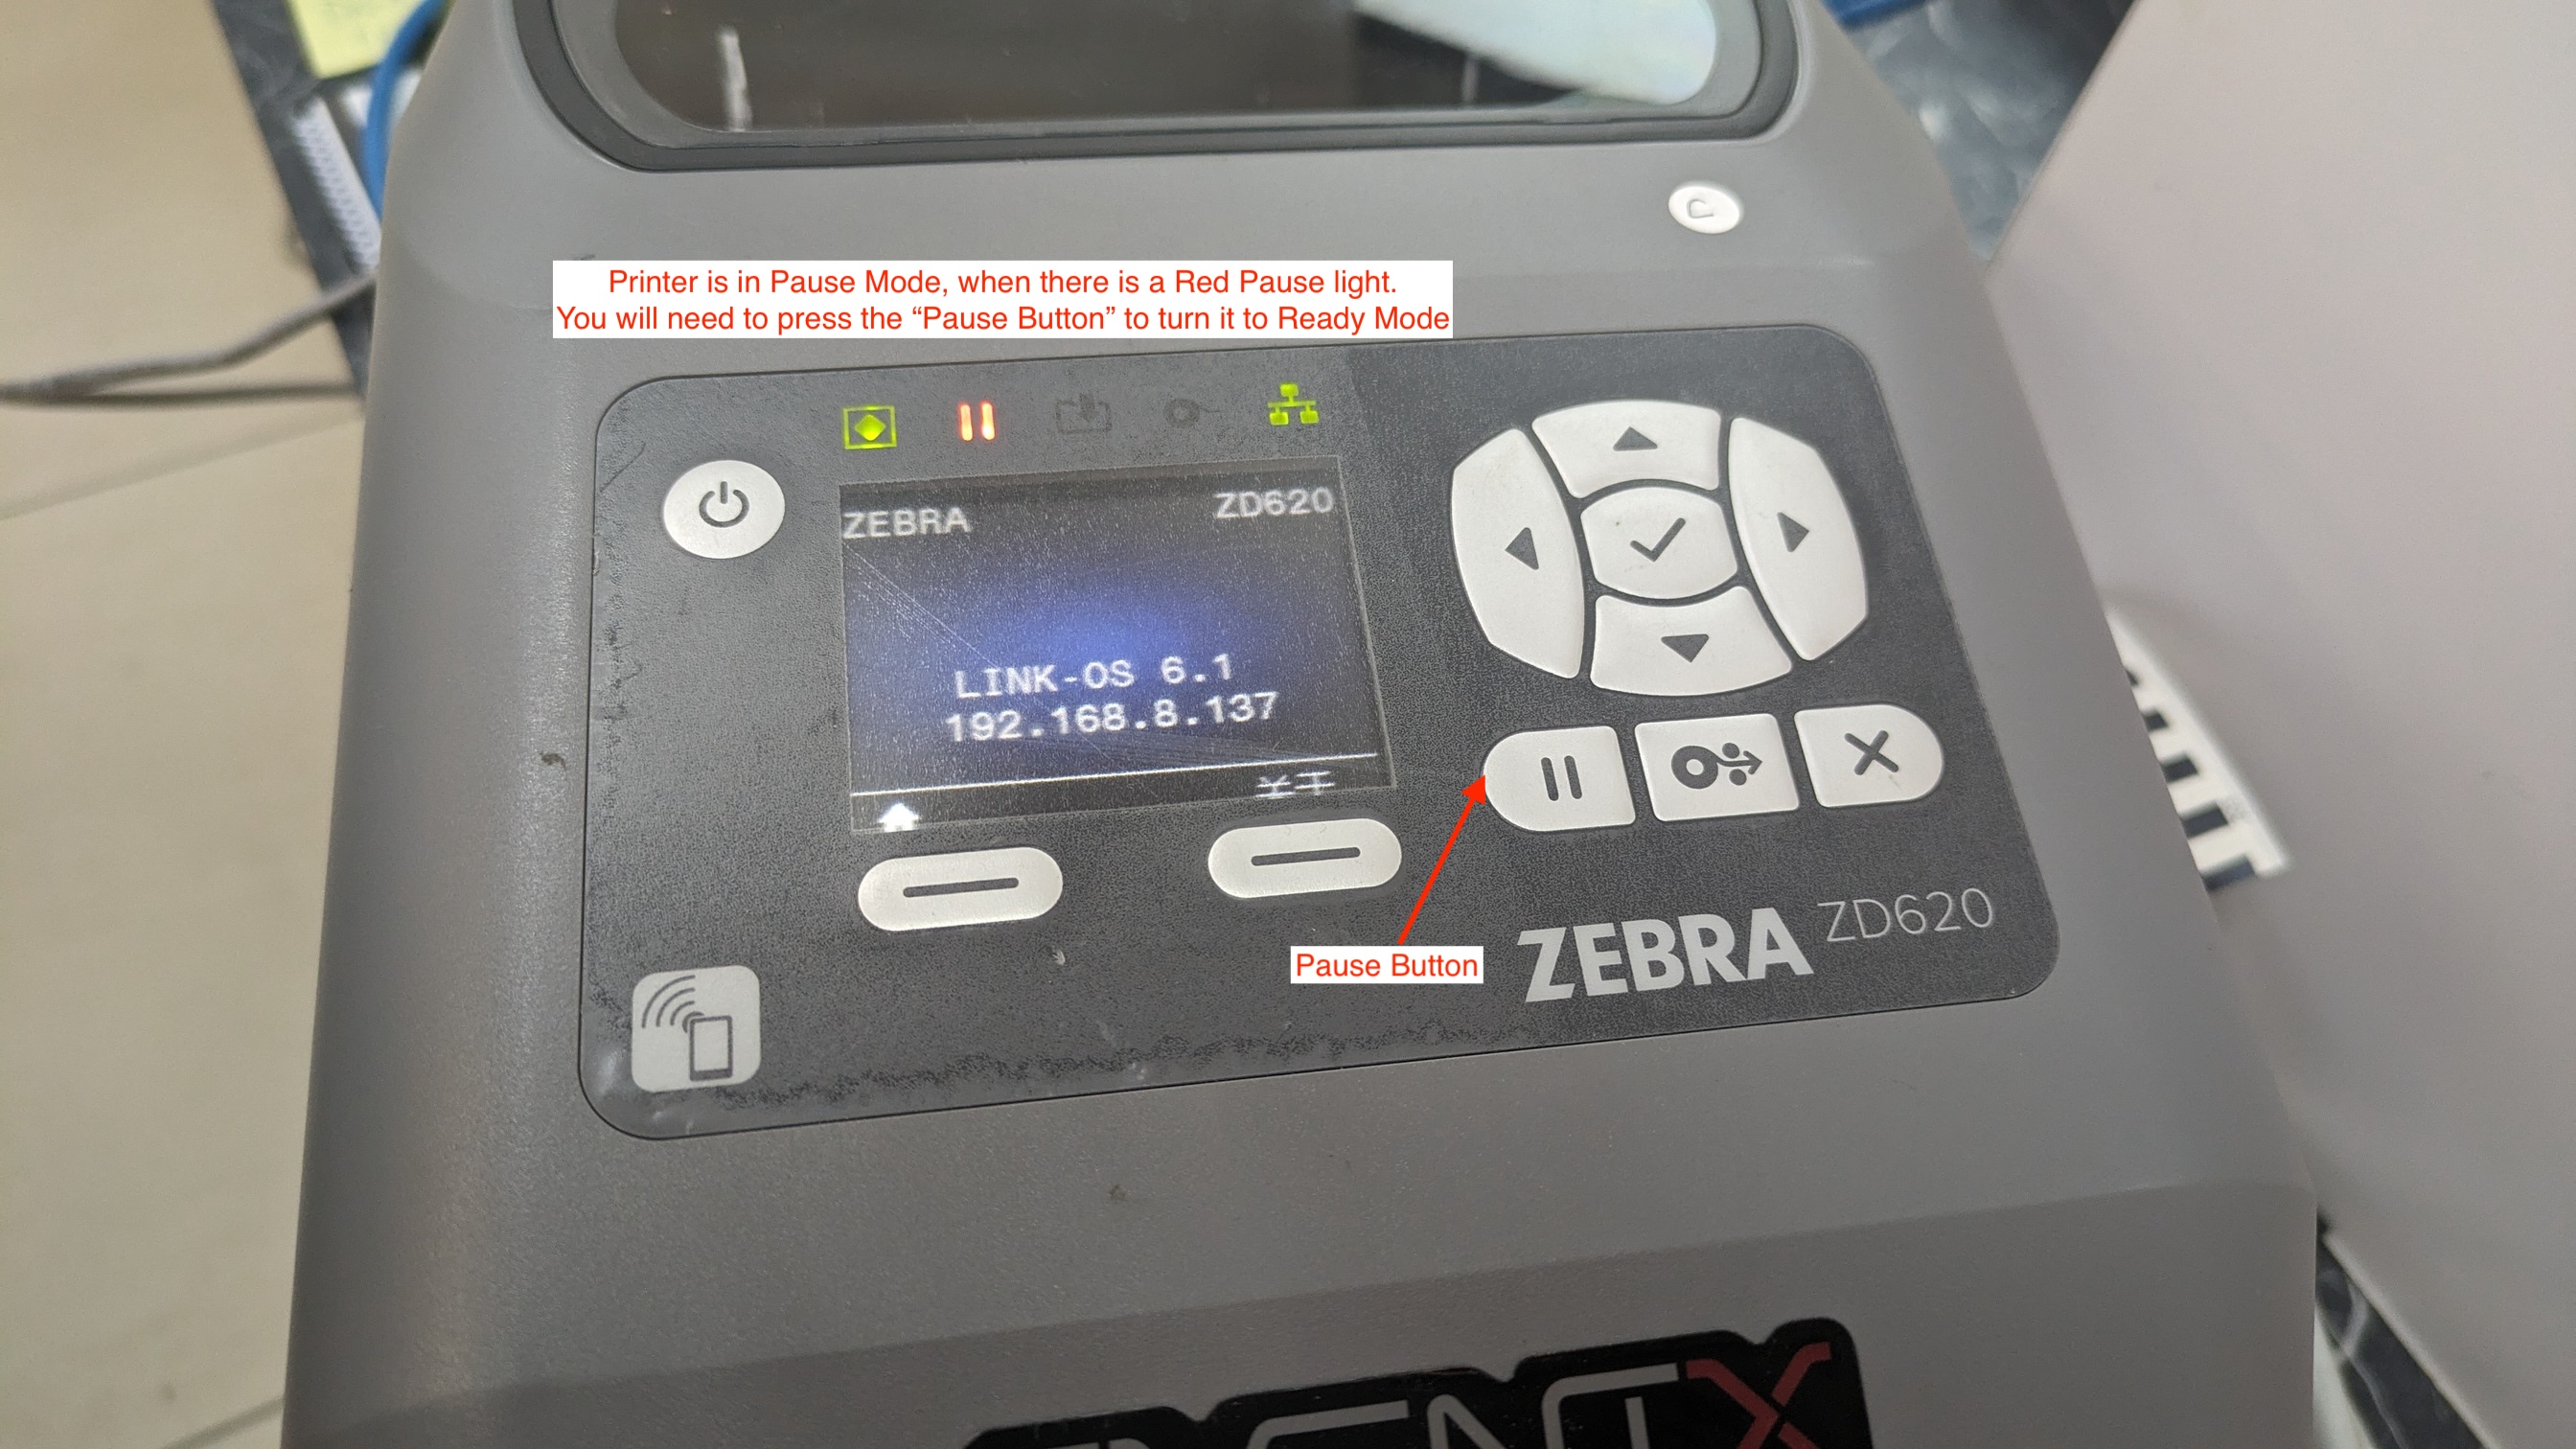 Printer is in Pause Mode, when there is a Red Pause light.
You will need to press the “Pause Button” to turn it to Ready Mode
ZEBRA ZD620
LINK-OS 6.1
192.168.8.137
Pause Button
ZEBRA ZD620